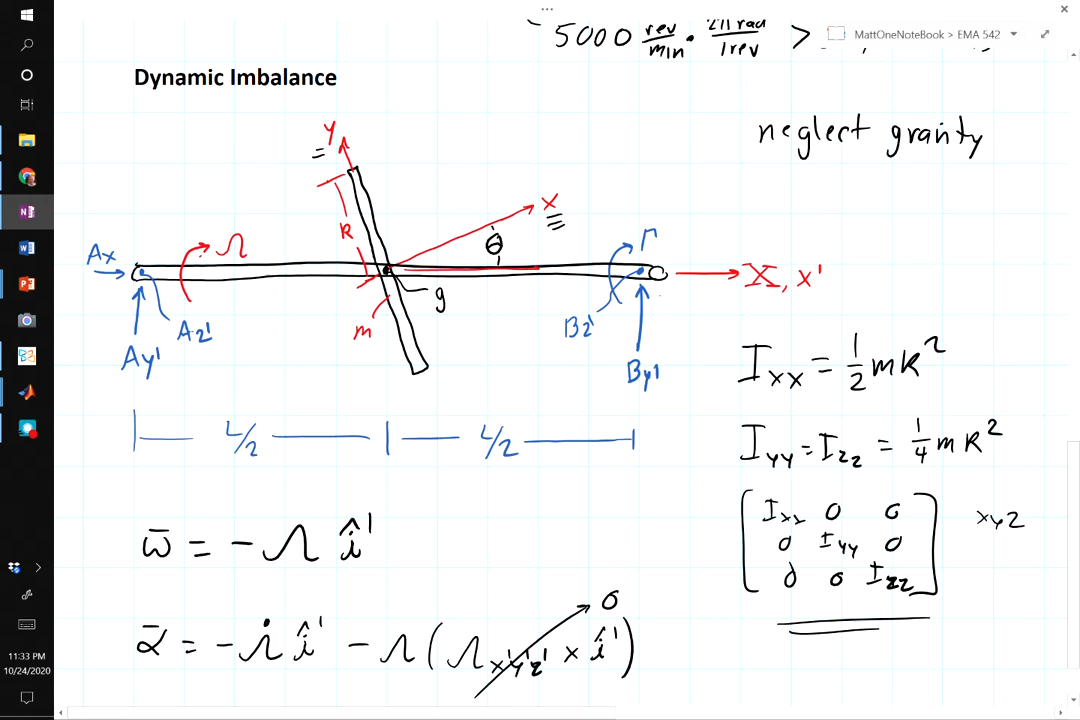 5000 rev/min · 2π rad/1 rev >
MattOneNoteBook > EMA 542
Dynamic Imbalance
neglect gravity
y
x
R
θ
Ax
Ω
Γ
X, x'
g
m
Az'
Bz'
Ay'
By'
L/2
L/2
Ixx = 1/2 mR²
Iyy = Izz = 1/4 mR²
[Ixx 0 0
0 Iyy 0
0 0 Izz]
xyz
ω̄ = -Ω î'
ᾱ = -Ω̇ î' - Ω(Ωx'y'z' × î')
0
11:33 PM
10/24/2020